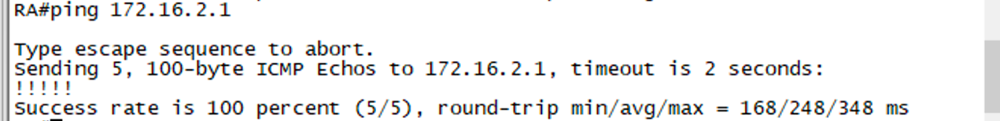 RA#ping 172.16.2.1
Type escape sequence to abort.
Sending 5, 100-byte ICMP Echos to 172.16.2.1, timeout is 2 seconds:
!!!!!
Success rate is 100 percent (5/5), round-trip min/avg/max = 168/248/348 ms